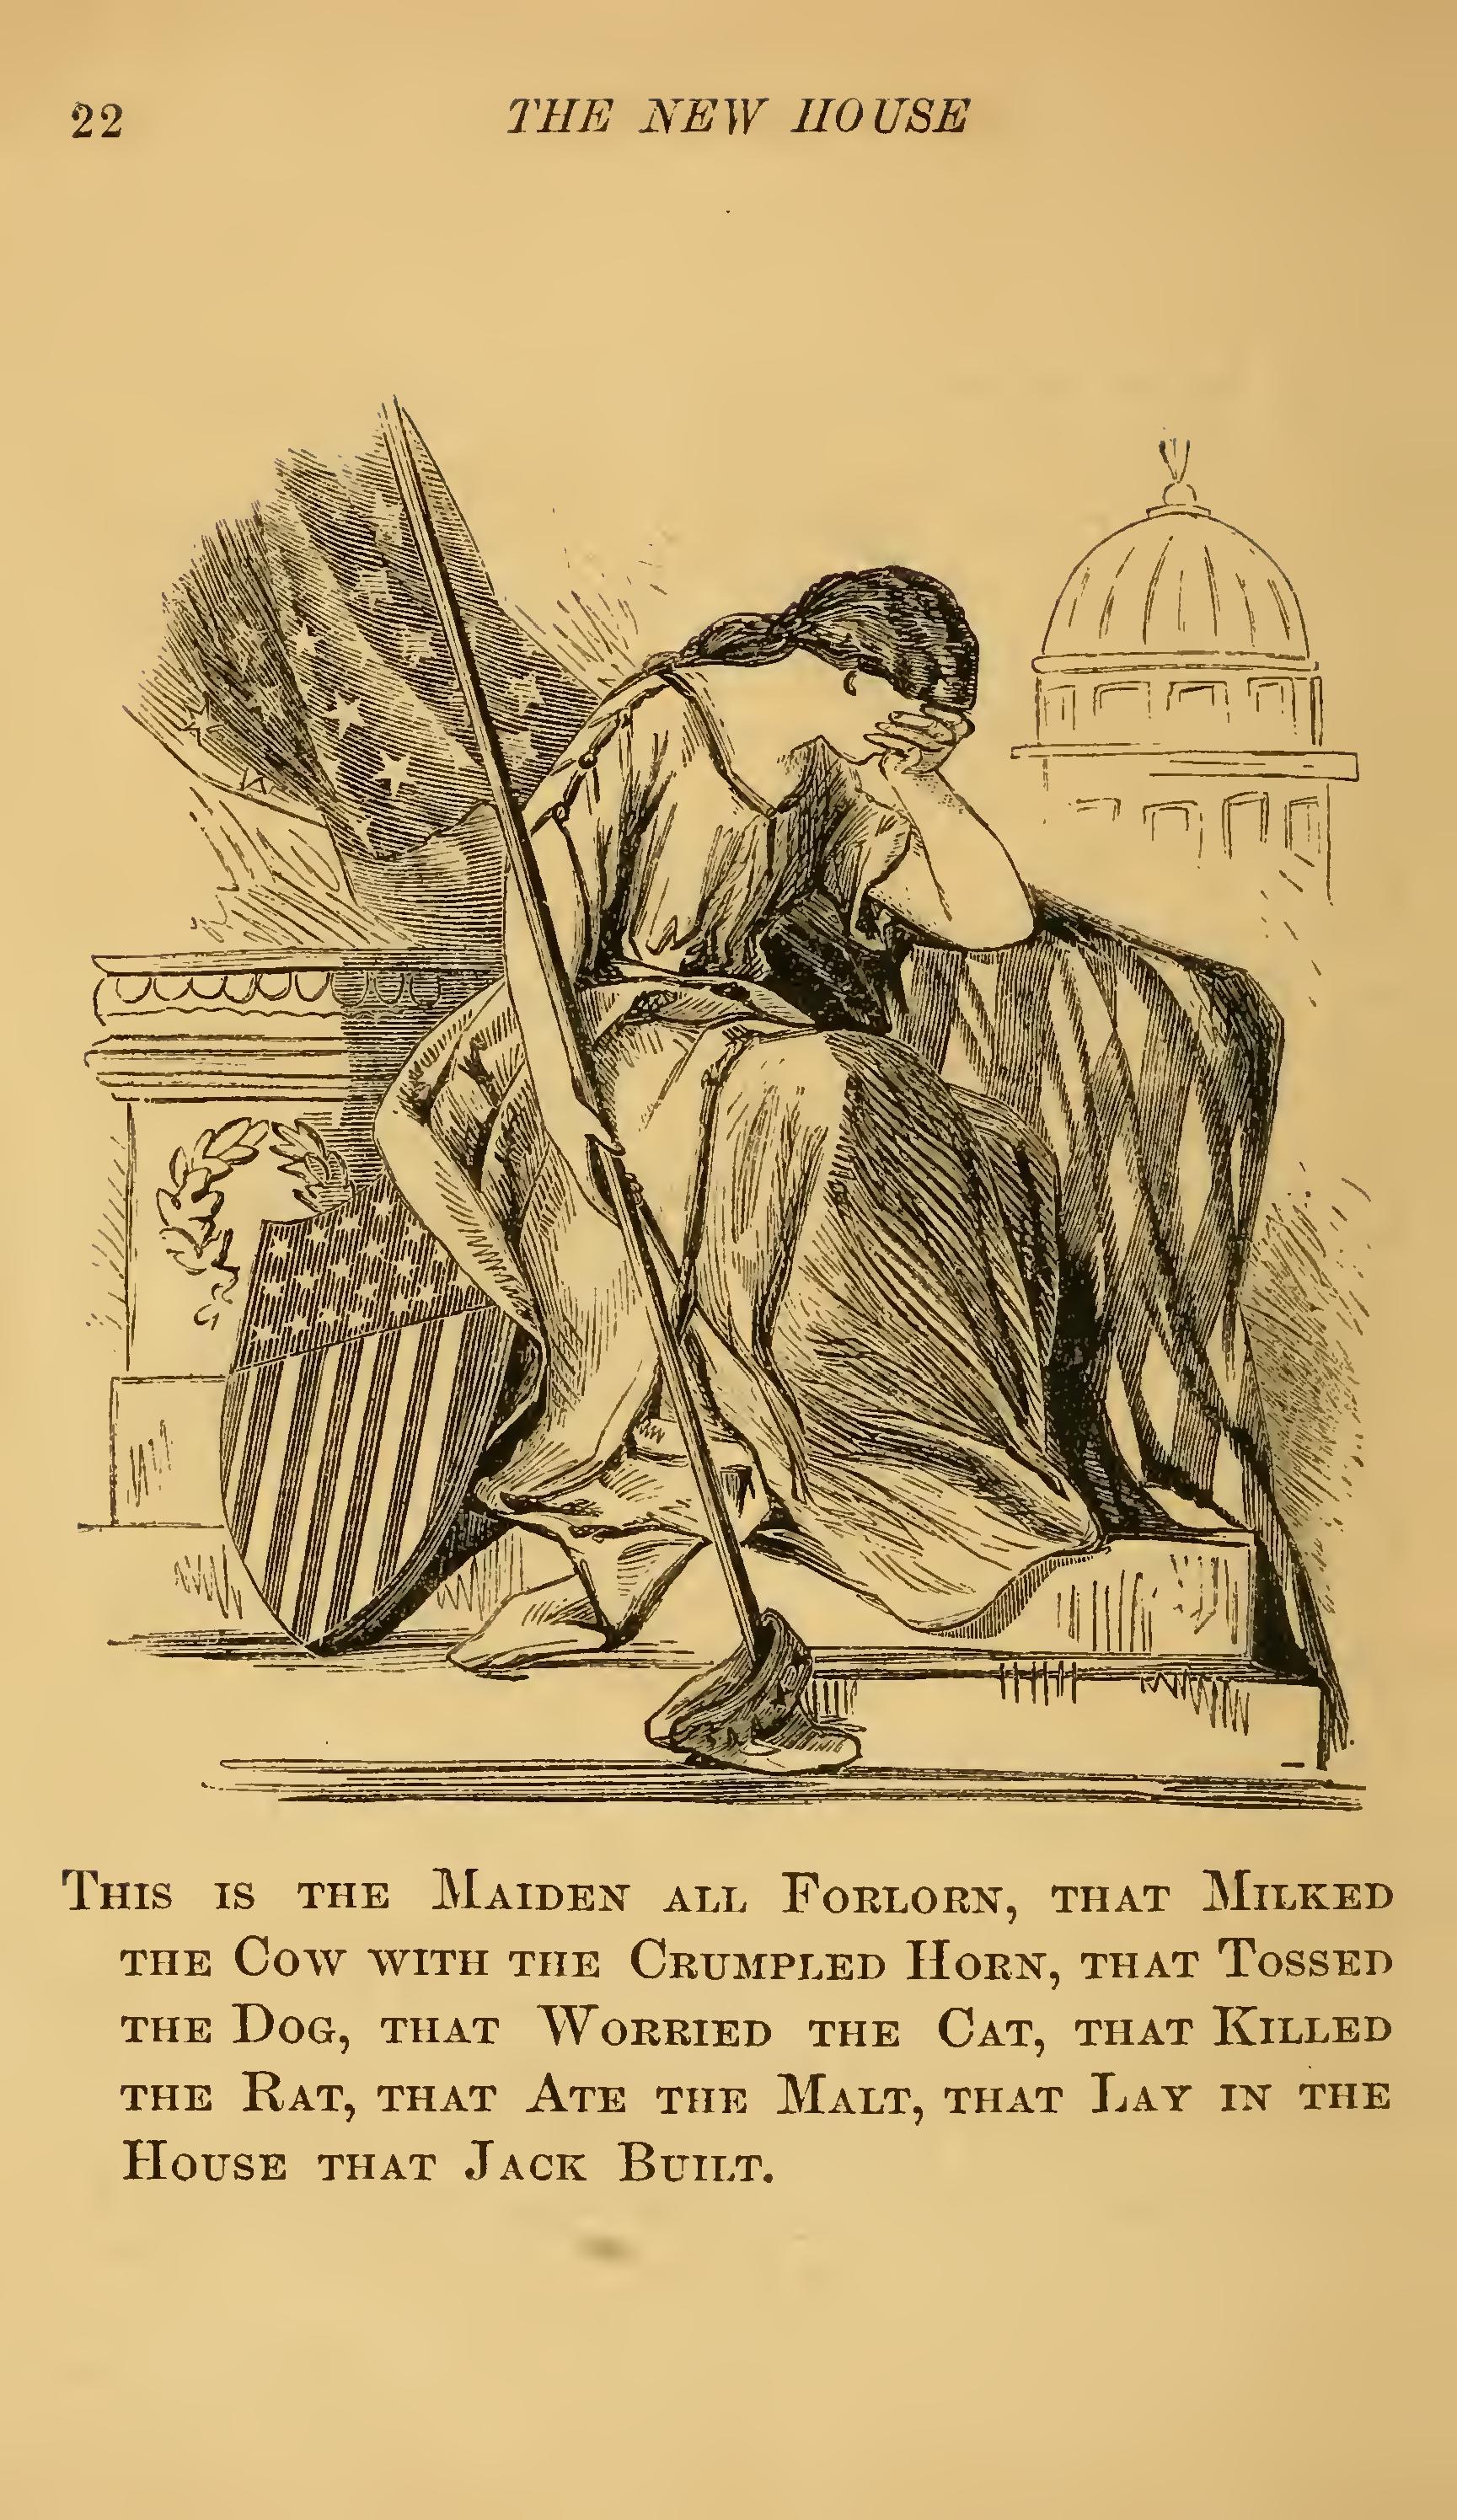 22 THE NEW HOUSE
THIS IS THE MAIDEN ALL FORLORN, THAT MILKED
THE COW WITH THE CRUMPLED HORN, THAT TOSSED
THE DOG, THAT WORRIED THE CAT, THAT KILLED
THE RAT, THAT ATE THE MALT, THAT LAY IN THE
HOUSE THAT JACK BUILT.